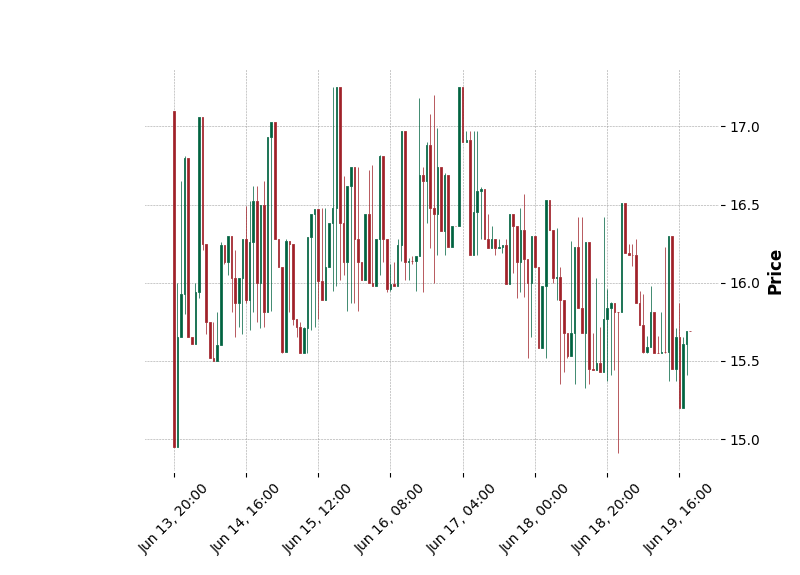 17.0
16.5
16.0
15.5
15.0
Price
Jun 13, 20:00
Jun 14, 16:00
Jun 15, 12:00
Jun 16, 08:00
Jun 17, 04:00
Jun 18, 00:00
Jun 18, 20:00
Jun 19, 16:00